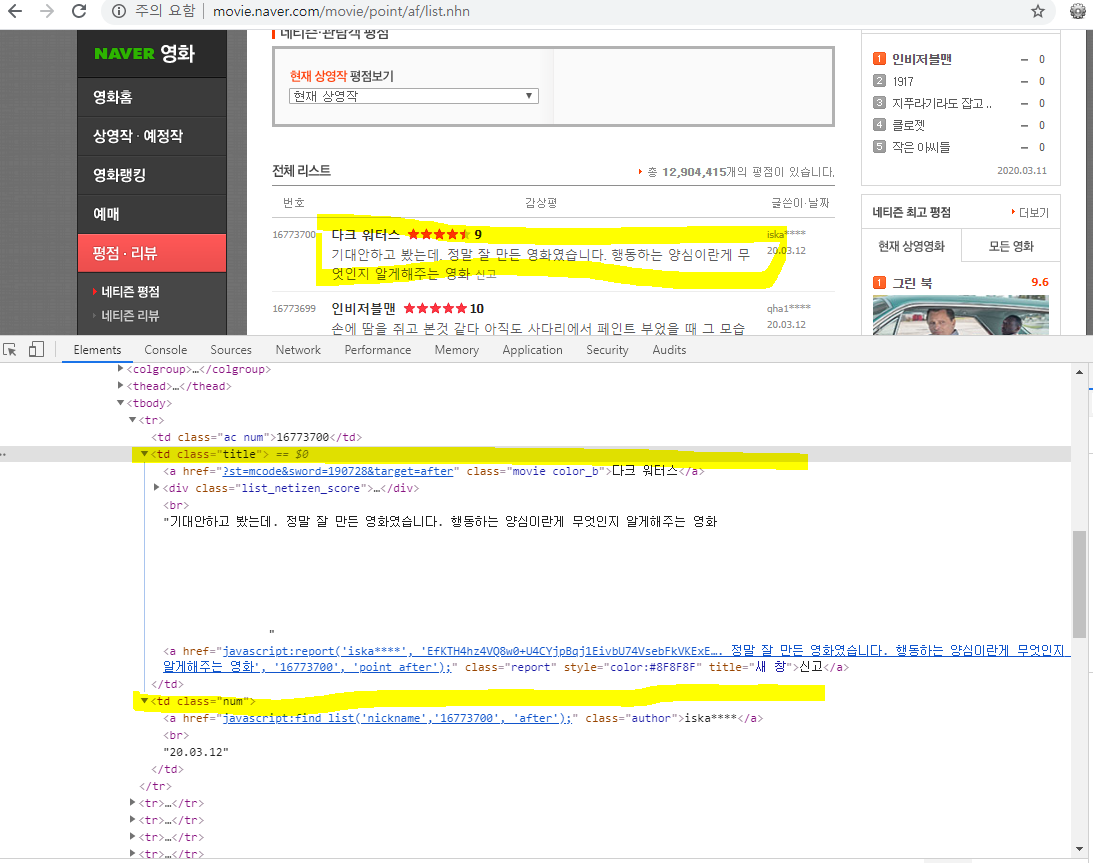 주의 요함 | movie.naver.com/movie/point/af/list.nhn
NAVER 영화
영화홈
상영작 · 예정작
영화랭킹
예매
평점 · 리뷰
네티즌 평점
네티즌 리뷰
네티즌·관람객 평점
현재 상영작 평점보기
현재 상영작
전체 리스트
총 12,904,415개의 평점이 있습니다.
번호 감상평 글쓴이·날짜
16773700 다크 워터스 9 iska****
기대안하고 봤는데. 정말 잘 만든 영화였습니다. 행동하는 양심이란게 무 20.03.12
엇인지 알게해주는 영화 신고
16773699 인비저블맨 10 qha1****
손에 땀을 쥐고 본것 같다 아직도 사다리에서 페인트 부었을 때 그 모습 20.03.12
1 인비저블맨 0
2 1917 0
3 지푸라기라도 잡고 .. 0
4 클로젯 0
5 작은 아씨들 0
2020.03.11
네티즌 최고 평점 더보기
현재 상영영화 모든 영화
1 그린 북 9.6
Elements Console Sources Network Performance Memory Application Security Audits
<colgroup>…</colgroup>
<thead>…</thead>
<tbody>
<tr>
<td class="ac num">16773700</td>
<td class="title"> == $0
<a href="?st=mcode&sword=190728&target=after" class="movie color_b">다크 워터스</a>
<div class="list_netizen_score">…</div>
<br>
"기대안하고 봤는데. 정말 잘 만든 영화였습니다. 행동하는 양심이란게 무엇인지 알게해주는 영화
"
<a href="javascript:report('iska****', 'EfKTH4hz4VQ8w0+U4CYjpBqj1EivbU74VsebFkVKExE…. 정말 잘 만든 영화였습니다. 행동하는 양심이란게 무엇인지
알게해주는 영화', '16773700', 'point_after');" class="report" style="color:#8F8F8F" title="새 창">신고</a>
</td>
<td class="num">
<a href="javascript:find_list('nickname','16773700', 'after');" class="author">iska****</a>
<br>
"20.03.12"
</td>
</tr>
<tr>…</tr>
<tr>…</tr>
<tr>…</tr>
<tr>…</tr>